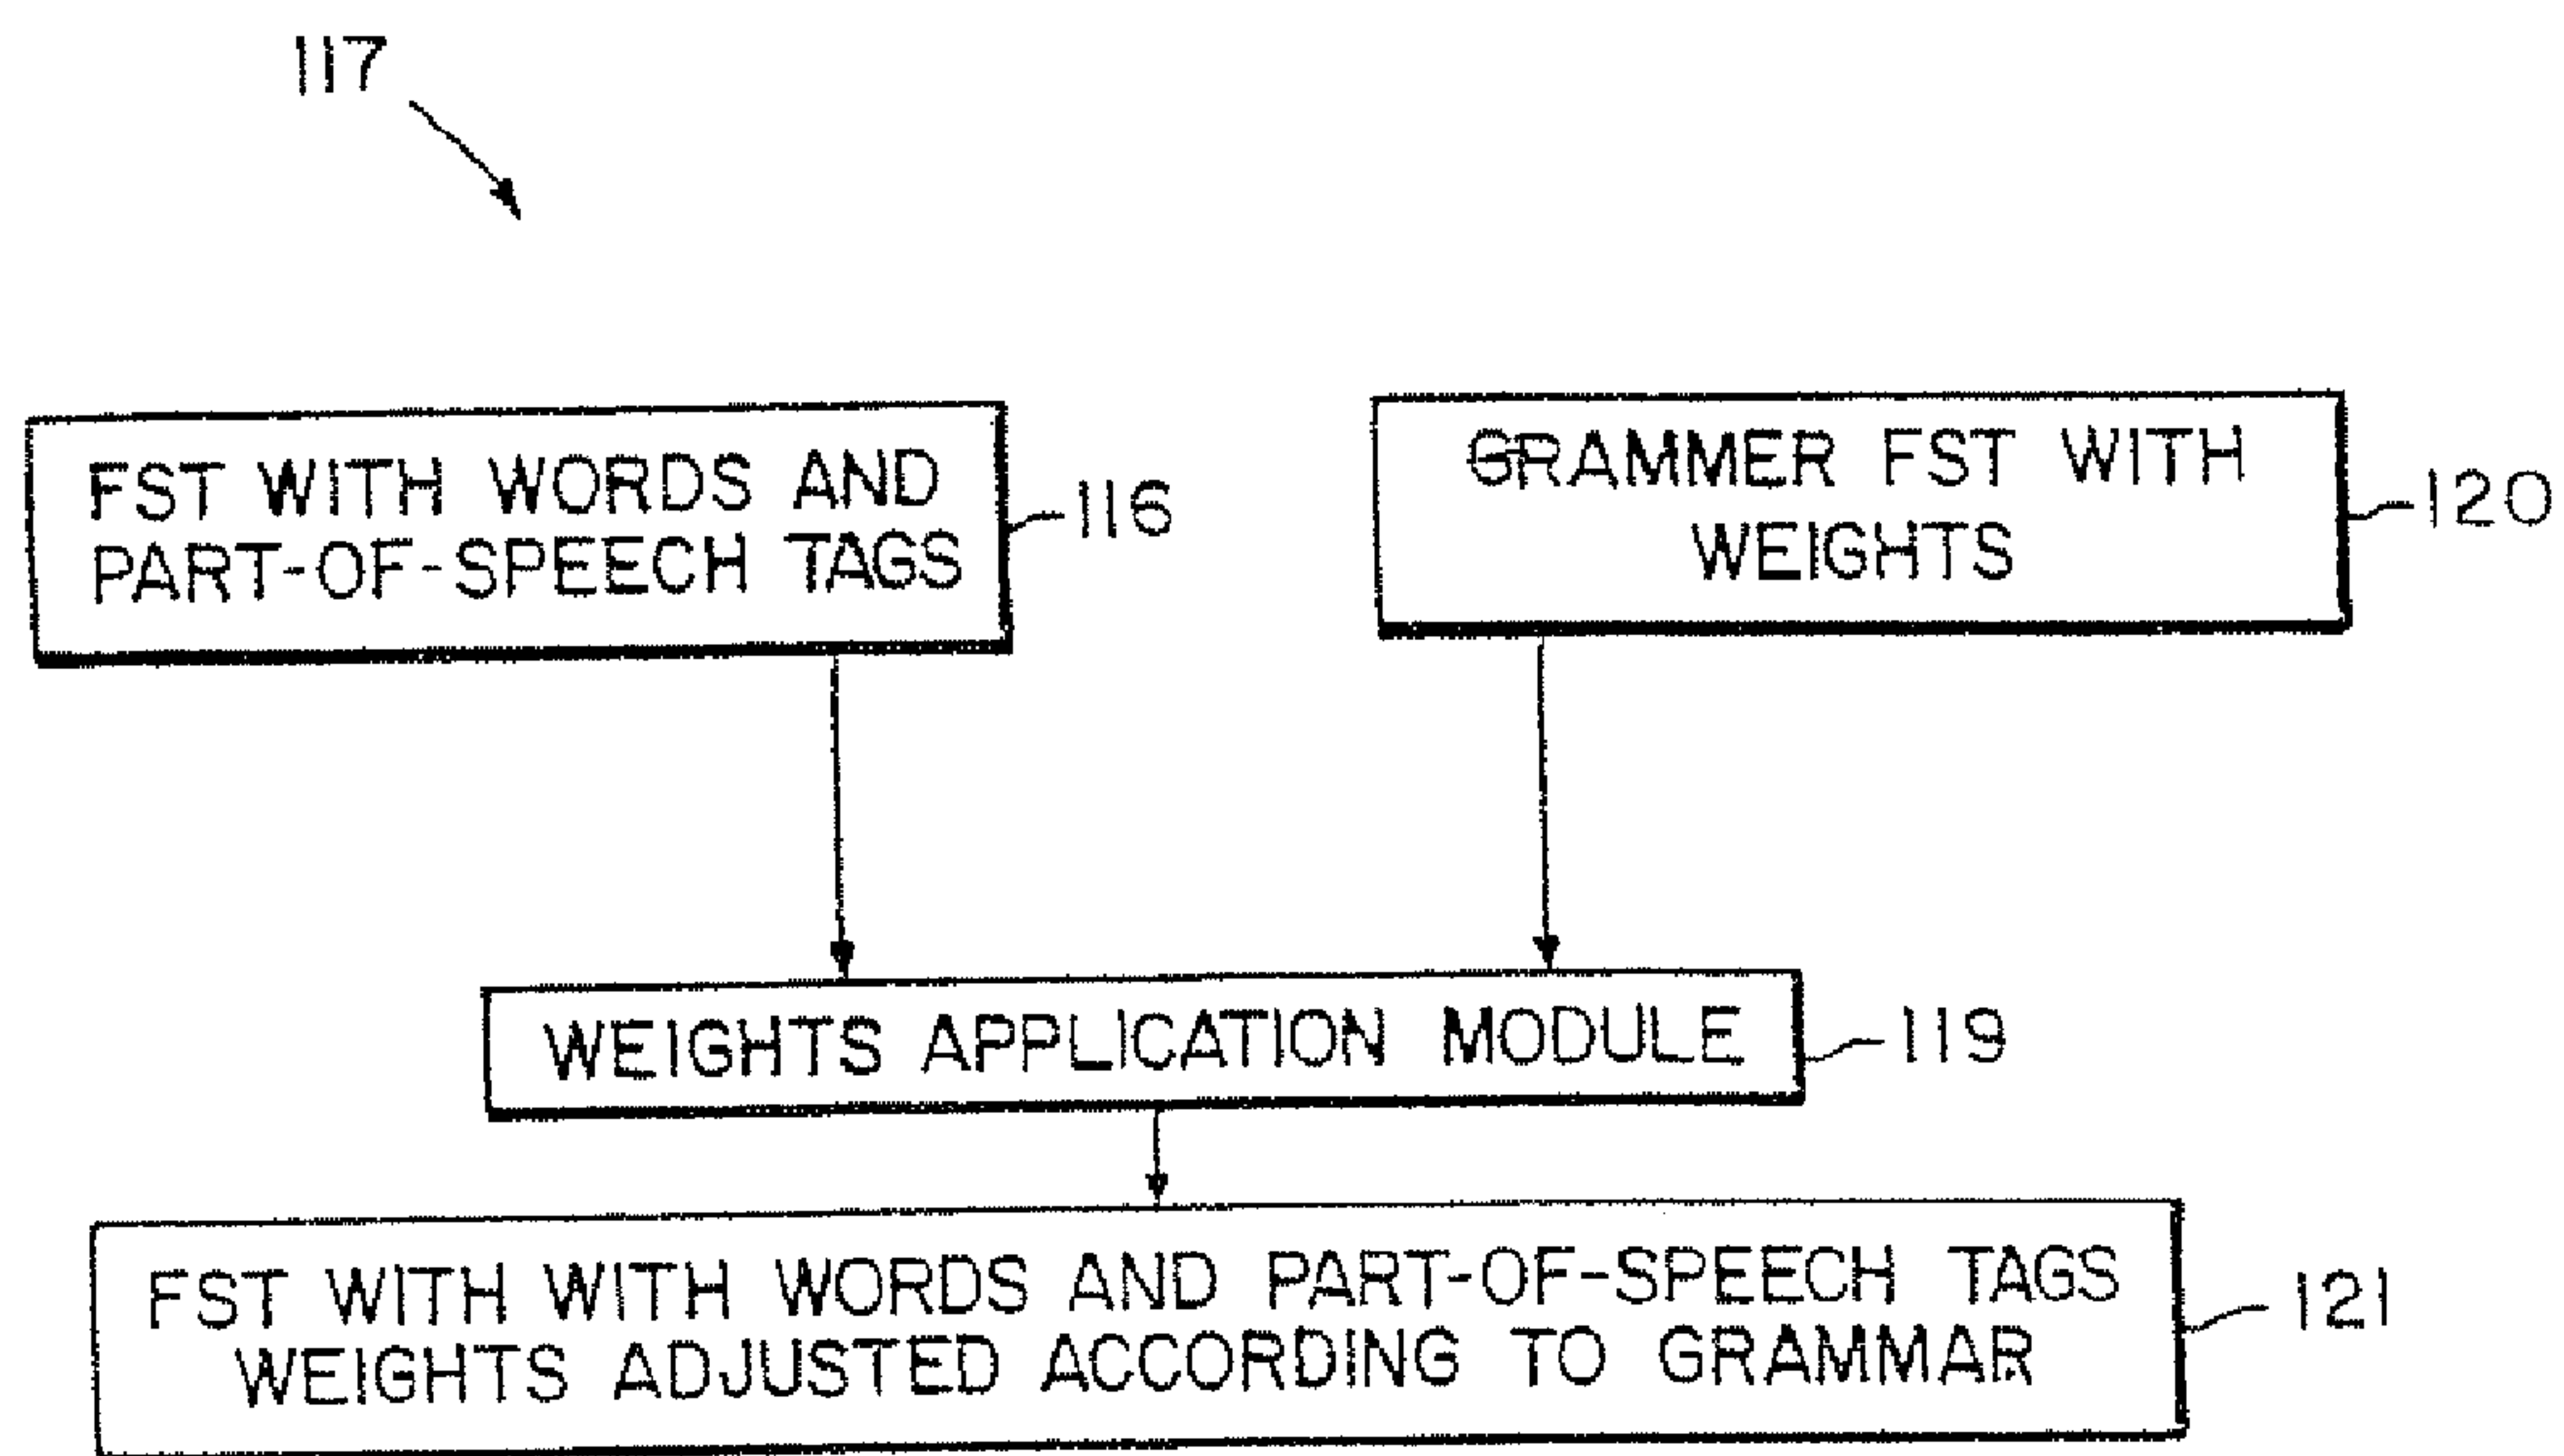 117
FST WITH WORDS AND
PART-OF-SPEECH TAGS
116
GRAMMER FST WITH
WEIGHTS
120
WEIGHTS APPLICATION MODULE
119
FST WITH WITH WORDS AND PART-OF-SPEECH TAGS
WEIGHTS ADJUSTED ACCORDING TO GRAMMAR
121